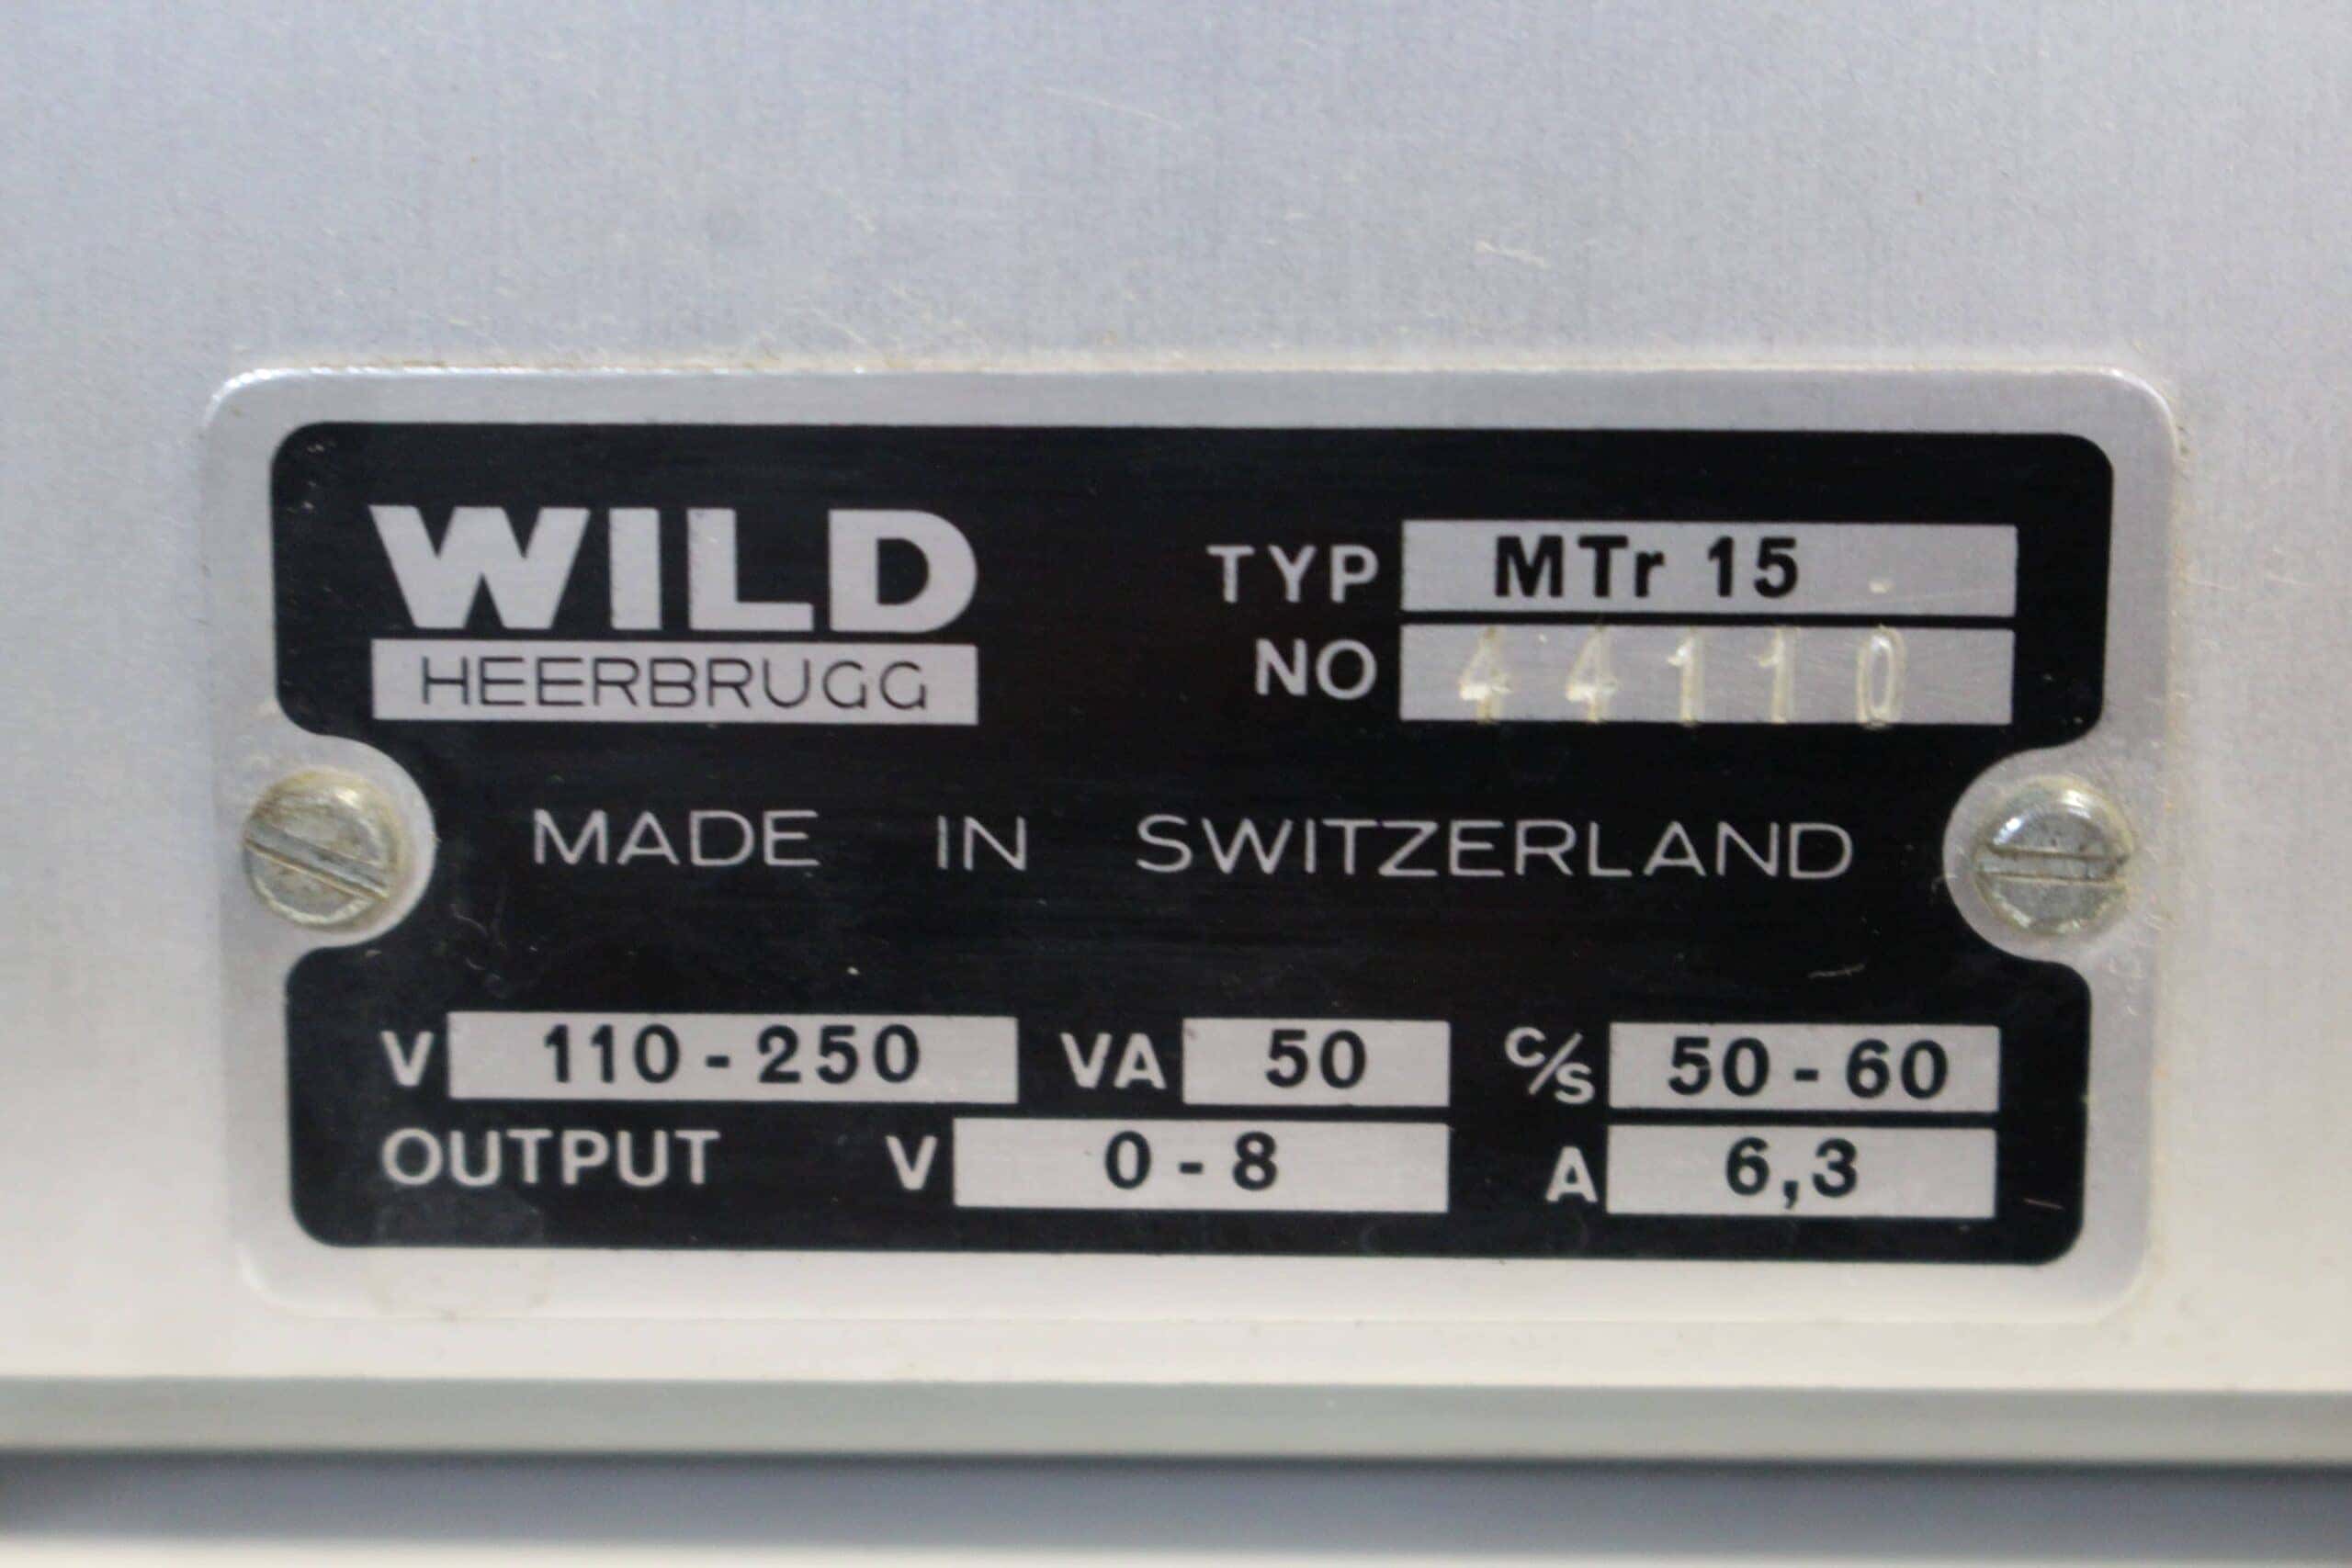 WILD
HEERBRUGG
TYP MTr 15
NO 44110
MADE IN SWITZERLAND
V 110-250 VA 50 C/S 50-60
OUTPUT V 0-8 A 6,3